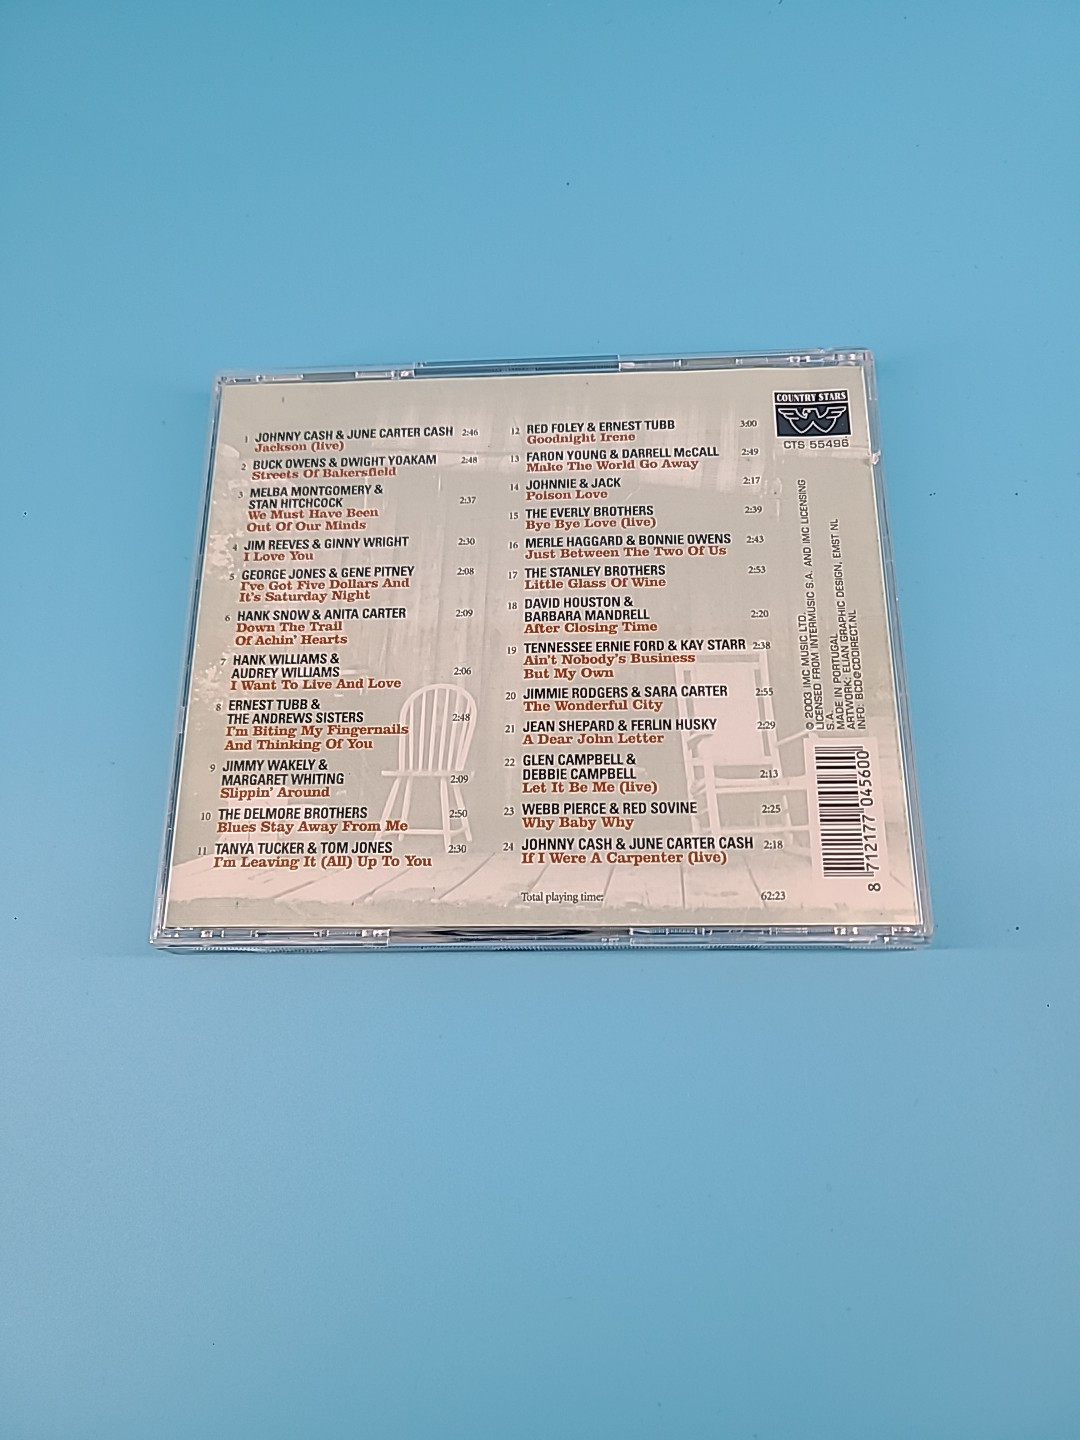 1 JOHNNY CASH & JUNE CARTER CASH 2:46
Jackson (live)
2 BUCK OWENS & DWIGHT YOAKAM 2:48
Streets Of Bakersfield
3 MELBA MONTGOMERY &
STAN HITCHCOCK 2:37
We Must Have Been
Out Of Our Minds
4 JIM REEVES & GINNY WRIGHT 2:30
I Love You
5 GEORGE JONES & GENE PITNEY 2:08
I've Got Five Dollars And
It's Saturday Night
6 HANK SNOW & ANITA CARTER 2:09
Down The Trail
Of Achin' Hearts
7 HANK WILLIAMS &
AUDREY WILLIAMS 2:06
I Want To Live And Love
8 ERNEST TUBB &
THE ANDREWS SISTERS 2:48
I'm Biting My Fingernails
And Thinking Of You
9 JIMMY WAKELY &
MARGARET WHITING 2:09
Slippin' Around
10 THE DELMORE BROTHERS 2:50
Blues Stay Away From Me
11 TANYA TUCKER & TOM JONES 2:30
I'm Leaving It (All) Up To You
12 RED FOLEY & ERNEST TUBB 3:00
Goodnight Irene
13 FARON YOUNG & DARRELL McCALL 2:49
Make The World Go Away
14 JOHNNIE & JACK 2:17
Poison Love
15 THE EVERLY BROTHERS 2:39
Bye Bye Love (live)
16 MERLE HAGGARD & BONNIE OWENS 2:43
Just Between The Two Of Us
17 THE STANLEY BROTHERS 2:53
Little Glass Of Wine
18 DAVID HOUSTON &
BARBARA MANDRELL 2:20
After Closing Time
19 TENNESSEE ERNIE FORD & KAY STARR 2:38
Ain't Nobody's Business
But My Own
20 JIMMIE RODGERS & SARA CARTER 2:55
The Wonderful City
21 JEAN SHEPARD & FERLIN HUSKY 2:29
A Dear John Letter
22 GLEN CAMPBELL &
DEBBIE CAMPBELL 2:13
Let It Be Me (live)
23 WEBB PIERCE & RED SOVINE 2:25
Why Baby Why
24 JOHNNY CASH & JUNE CARTER CASH 2:18
If I Were A Carpenter (live)
Total playing time: 62:23
COUNTRY STARS
CTS 55496
© 2003 IMC MUSIC LTD.
LICENSED FROM INTERMUSIC S.A. AND IMC LICENSING
S.A.
MADE IN PORTUGAL
ARTWORK: ELIAN GRAPHIC DESIGN, EMST NL
INFO: BCD@CDDIRECT.NL
8 712177 045600